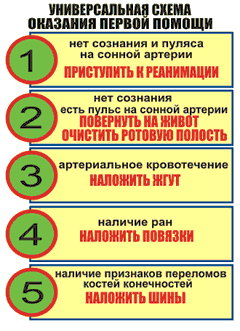 УНИВЕРСАЛЬНАЯ СХЕМА
ОКАЗАНИЯ ПЕРВОЙ ПОМОЩИ
1
нет сознания и пуляса
на сонной артерии
ПРИСТУПИТЬ К РЕАНИМАЦИИ
2
нет сознания
есть пульс на сонной артерии
ПОВЕРНУТЬ НА ЖИВОТ
ОЧИСТИТЬ РОТОВУЮ ПОЛОСТЬ
3
артериальное кровотечение
НАЛОЖИТЬ ЖГУТ
4
наличие ран
НАЛОЖИТЬ ПОВЯЗКИ
5
наличие признаков переломов
костей конечностей
НАЛОЖИТЬ ШИНЫ